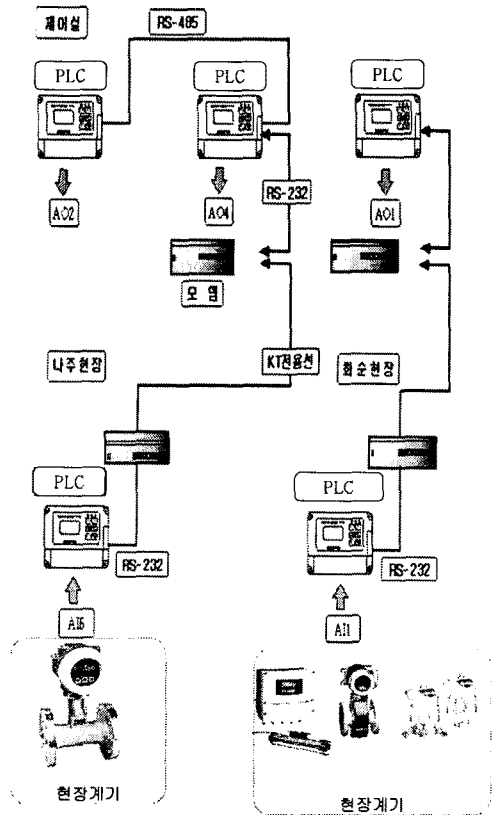 제어실
RS-485
PLC
PLC
PLC
AO2
AO4
RS-232
AO1
모뎀
나주현장
KT전용선
화순현장
PLC
PLC
RS-232
RS-232
AI5
AI1
현장계기
현장계기